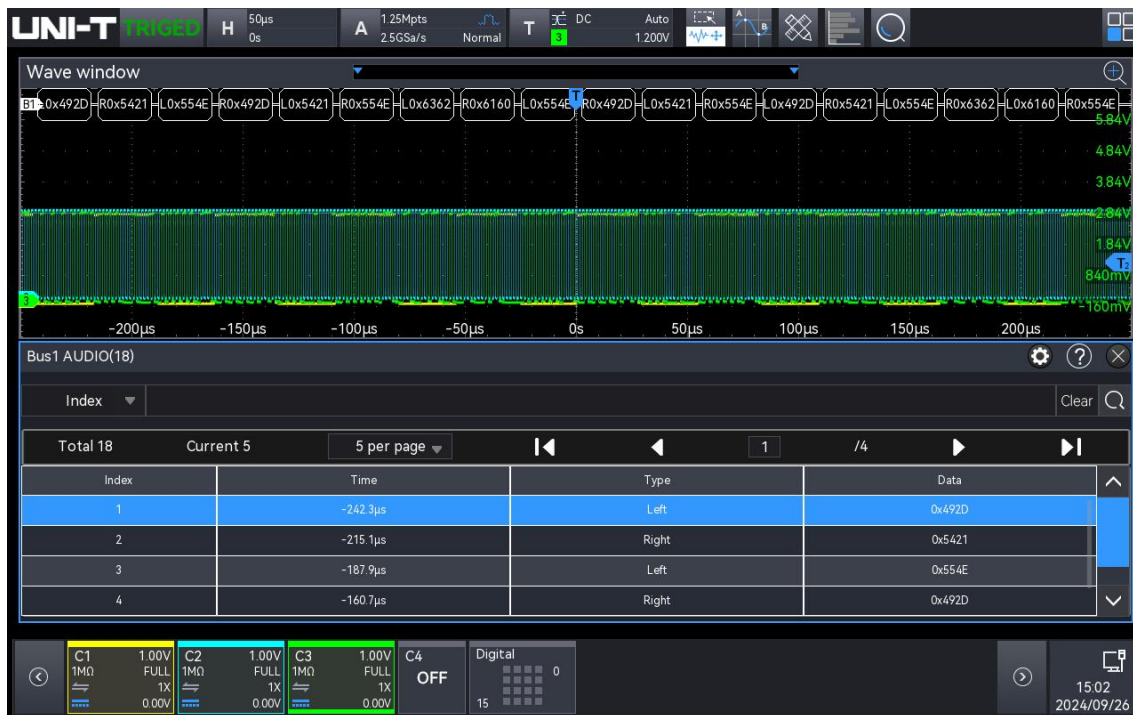 UNI-T TRIGED H 50μs 0s A 1.25Mpts 2.5GSa/s Normal T DC 3 Auto 1.200V A B
Wave window
B1 L0x492D R0x5421 L0x554E R0x492D L0x5421 R0x554E L0x6362 R0x6160 L0x554E T R0x492D L0x5421 R0x554E L0x492D R0x5421 L0x554E R0x6362 L0x6160 R0x554E
5.84V
4.84V
3.84V
2.84V
1.84V
T2
840mV
3
-160mV
-200μs -150μs -100μs -50μs 0s 50μs 100μs 150μs 200μs
Bus1 AUDIO(18) ?
Index Clear
Total 18 Current 5 5 per page 1 /4
Index Time Type Data
1 -242.3μs Left 0x492D
2 -215.1μs Right 0x5421
3 -187.9μs Left 0x554E
4 -160.7μs Right 0x492D
C1 1.00V C2 1.00V C3 1.00V C4 Digital
1MΩ FULL 1MΩ FULL 1MΩ FULL OFF 0
1X 1X 1X
0.00V 0.00V 0.00V 15
15:02
2024/09/26